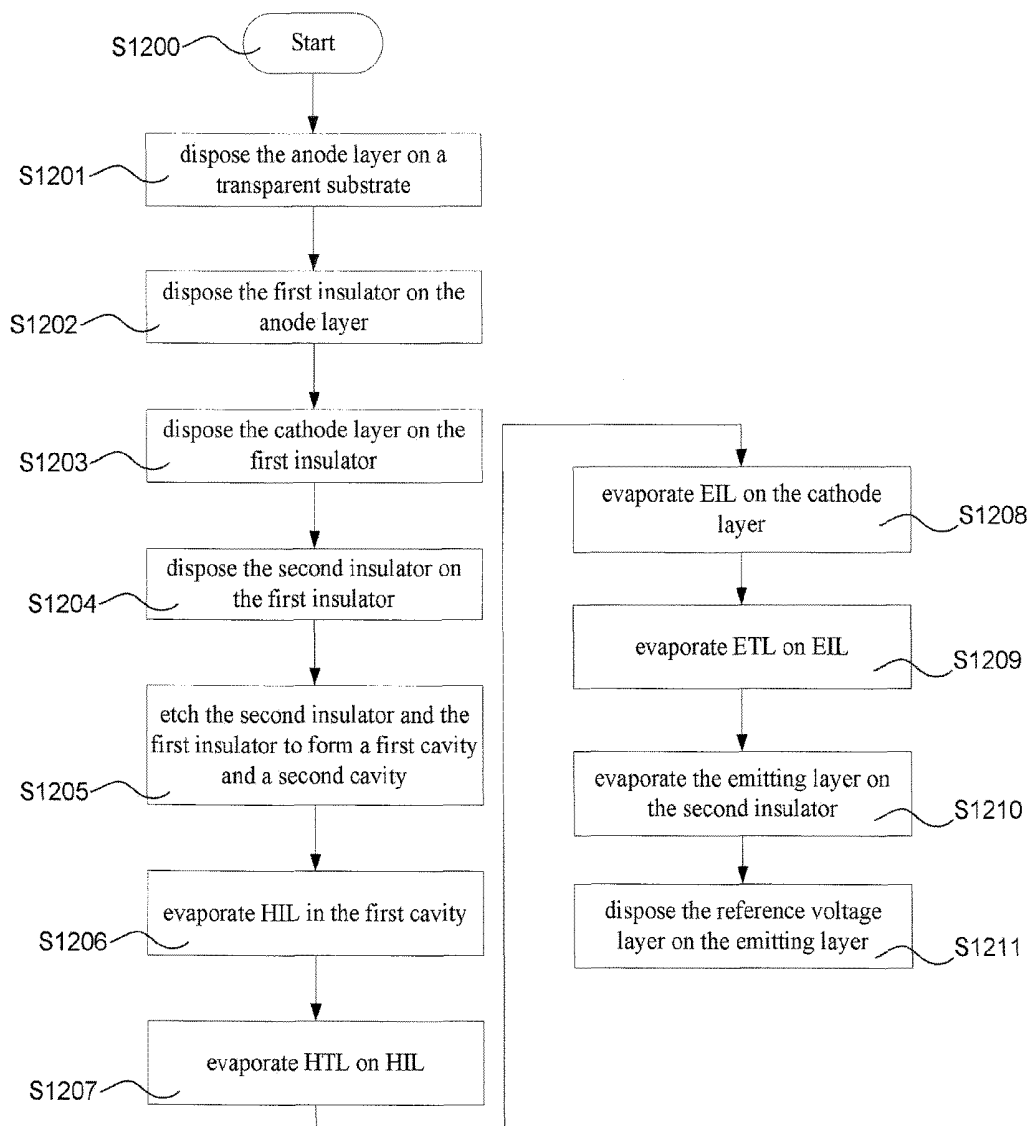 S1200
Start
S1201
dispose the anode layer on a
transparent substrate
S1202
dispose the first insulator on the
anode layer
S1203
dispose the cathode layer on the
first insulator
S1204
dispose the second insulator on
the first insulator
S1205
etch the second insulator and the
first insulator to form a first cavity
and a second cavity
S1206
evaporate HIL in the first cavity
S1207
evaporate HTL on HIL
evaporate EIL on the cathode
layer
S1208
evaporate ETL on EIL
S1209
evaporate the emitting layer on
the second insulator
S1210
dispose the reference voltage
layer on the emitting layer
S1211